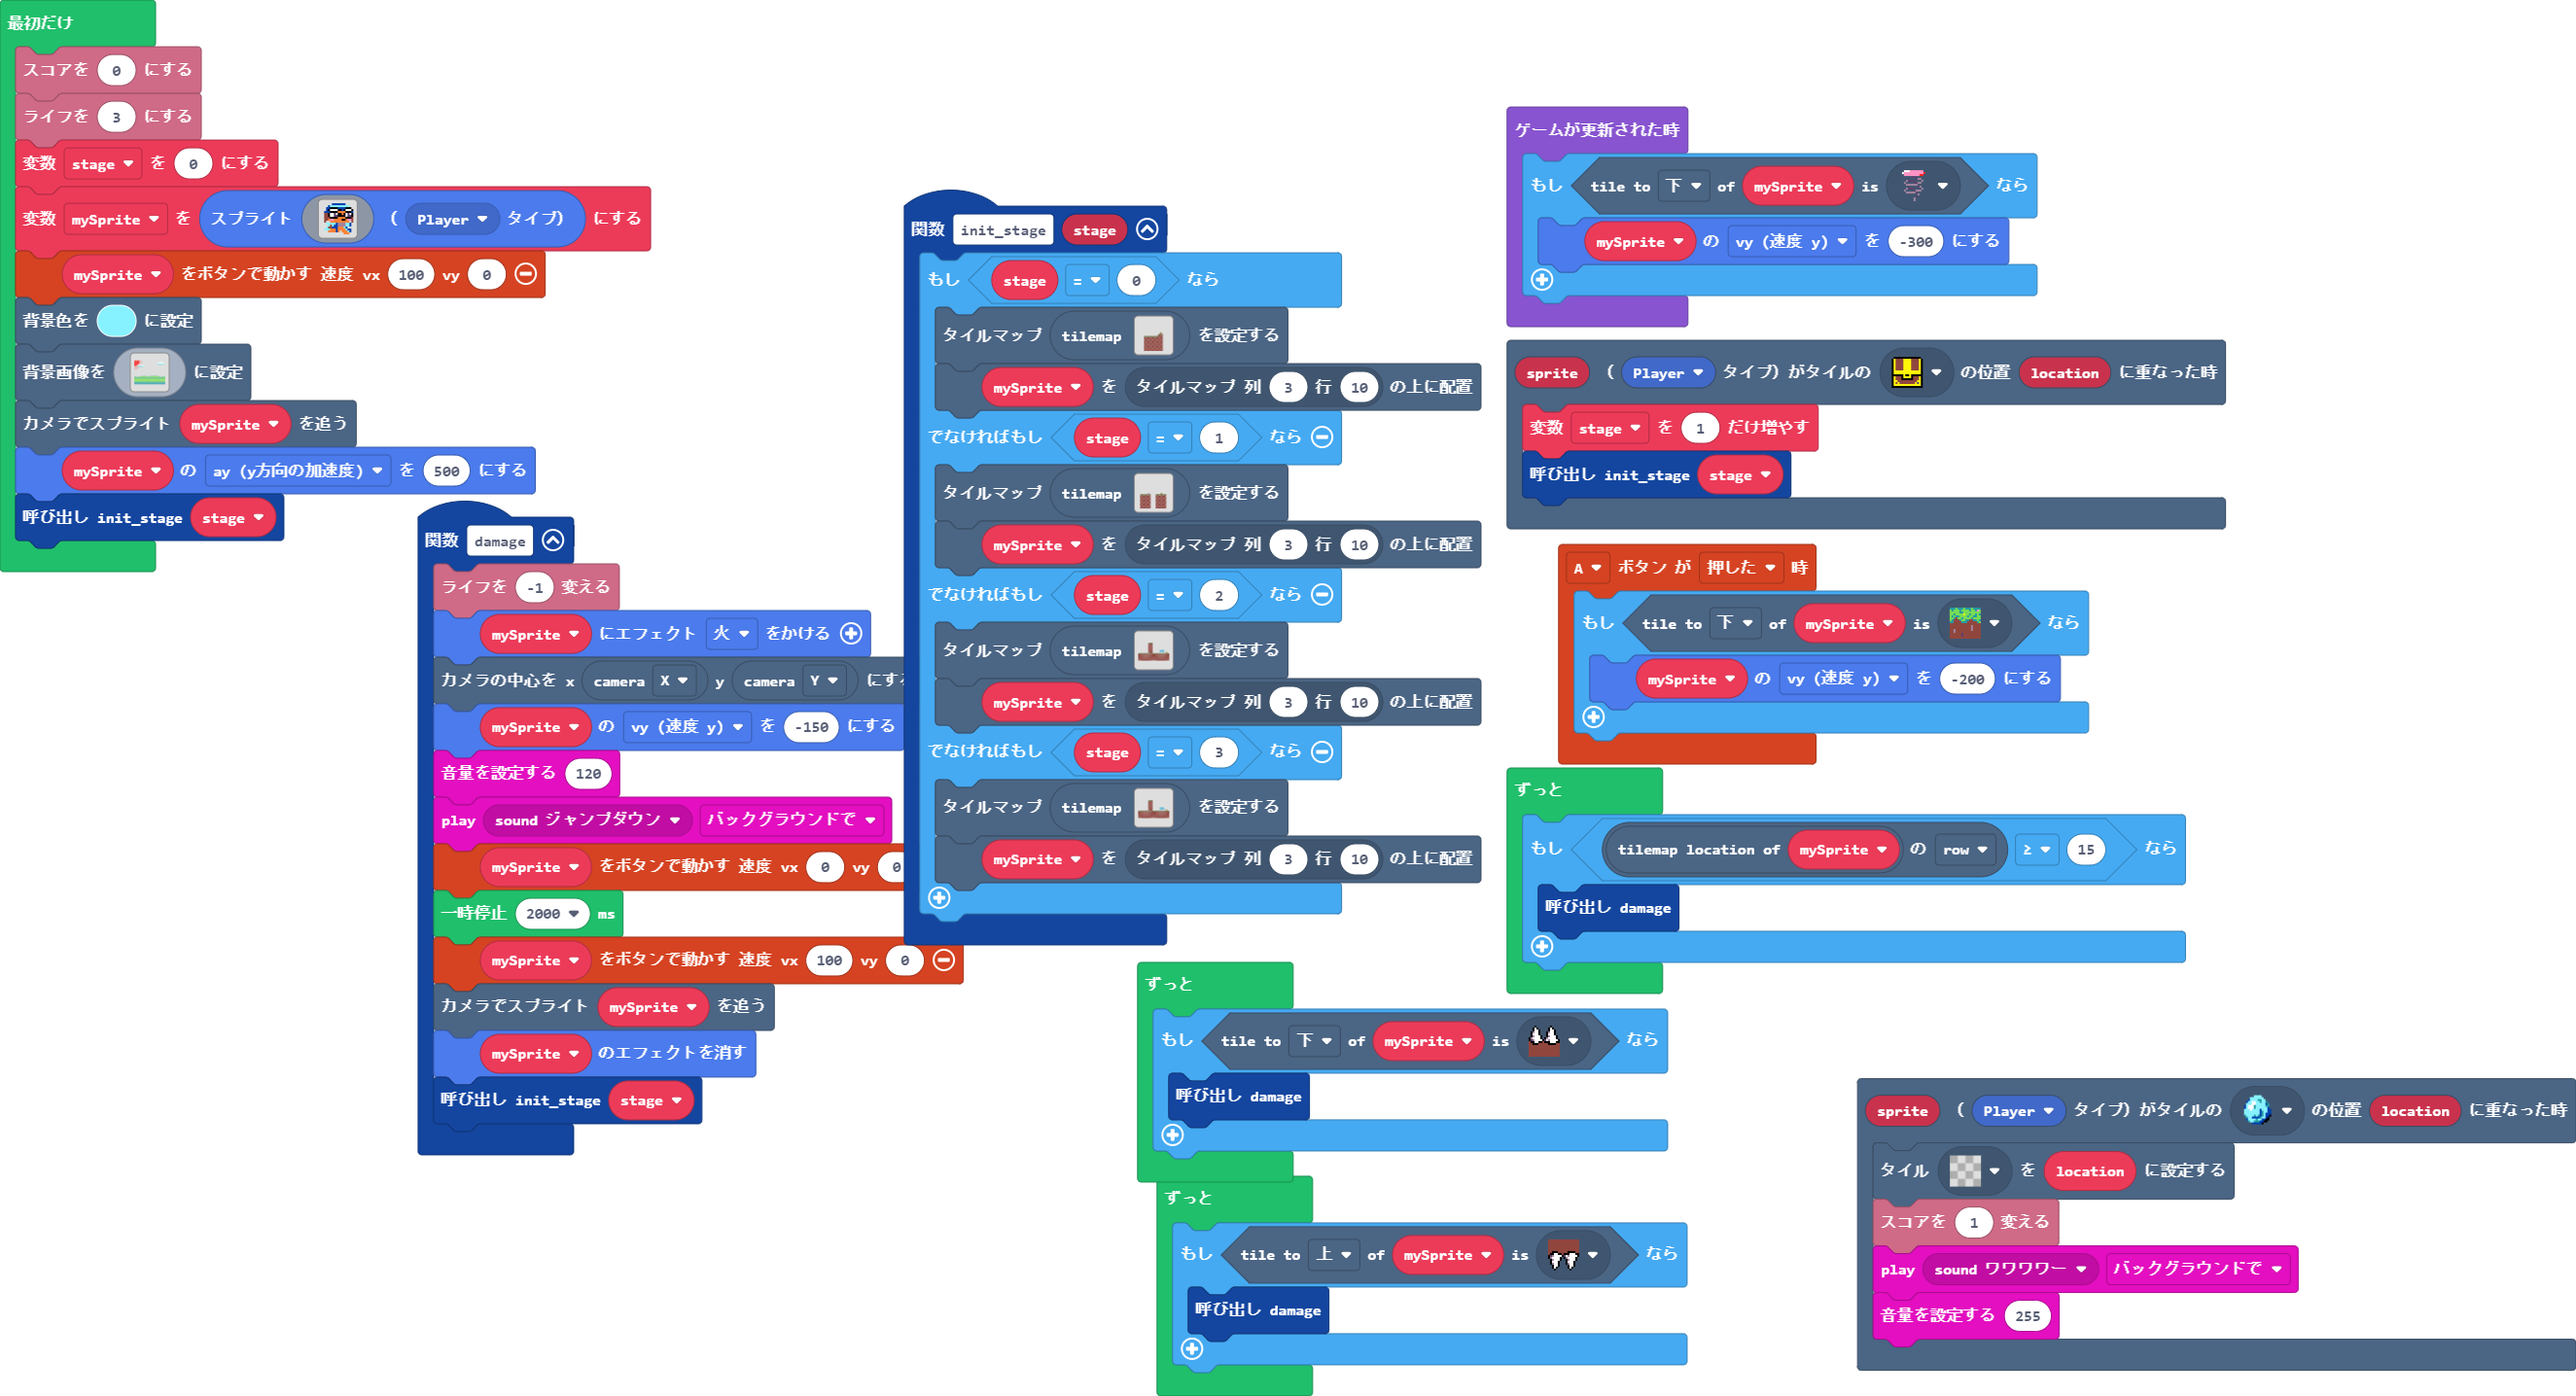 最初だけ
スコアを 0 にする
ライフを 3 にする
変数 stage を 0 にする
変数 mySprite を スプライト ( Player タイプ) にする
mySprite をボタンで動かす 速度 vx 100 vy 0
背景色を に設定
背景画像を に設定
カメラでスプライト mySprite を追う
mySprite の ay (y方向の加速度) を 500 にする
呼び出し init_stage stage
関数 damage
ライフを -1 変える
mySprite にエフェクト 火 をかける
カメラの中心を x camera X y camera Y にす
mySprite の vy (速度 y) を -150 にする
音量を設定する 120
play sound ジャンプダウン バックグラウンドで
mySprite をボタンで動かす 速度 vx 0 vy 0
一時停止 2000 ms
mySprite をボタンで動かす 速度 vx 100 vy 0
カメラでスプライト mySprite を追う
mySprite のエフェクトを消す
呼び出し init_stage stage
関数 init_stage stage
もし stage = 0 なら
タイルマップ tilemap を設定する
mySprite を タイルマップ 列 3 行 10 の上に配置
でなければもし stage = 1 なら
タイルマップ tilemap を設定する
mySprite を タイルマップ 列 3 行 10 の上に配置
でなければもし stage = 2 なら
タイルマップ tilemap を設定する
mySprite を タイルマップ 列 3 行 10 の上に配置
でなければもし stage = 3 なら
タイルマップ tilemap を設定する
mySprite を タイルマップ 列 3 行 10 の上に配置
ゲームが更新された時
もし tile to 下 of mySprite is なら
mySprite の vy (速度 y) を -300 にする
sprite ( Player タイプ) がタイルの の位置 location に重なった時
変数 stage を 1 だけ増やす
呼び出し init_stage stage
A ボタン が 押した 時
もし tile to 下 of mySprite is なら
mySprite の vy (速度 y) を -200 にする
ずっと
もし tilemap location of mySprite の row ≥ 15 なら
呼び出し damage
ずっと
もし tile to 下 of mySprite is なら
呼び出し damage
ずっと
もし tile to 上 of mySprite is なら
呼び出し damage
sprite ( Player タイプ) がタイルの の位置 location に重なった時
タイル を location に設定する
スコアを 1 変える
play sound ワワワワー バックグラウンドで
音量を設定する 255